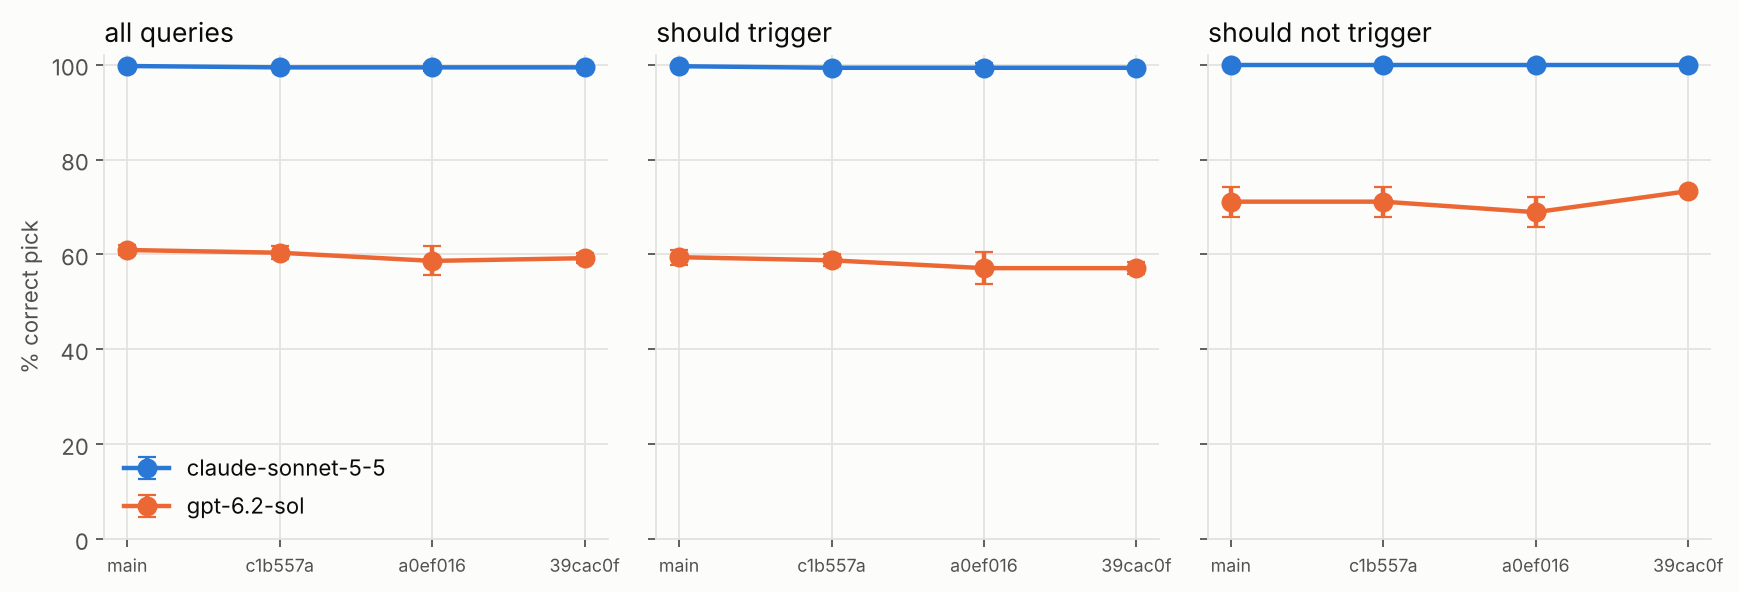 all queries
should trigger
should not trigger
100
80
60
40
20
0
% correct pick
claude-sonnet-5-5
gpt-6.2-sol
main c1b557a a0ef016 39cac0f
main c1b557a a0ef016 39cac0f
main c1b557a a0ef016 39cac0f